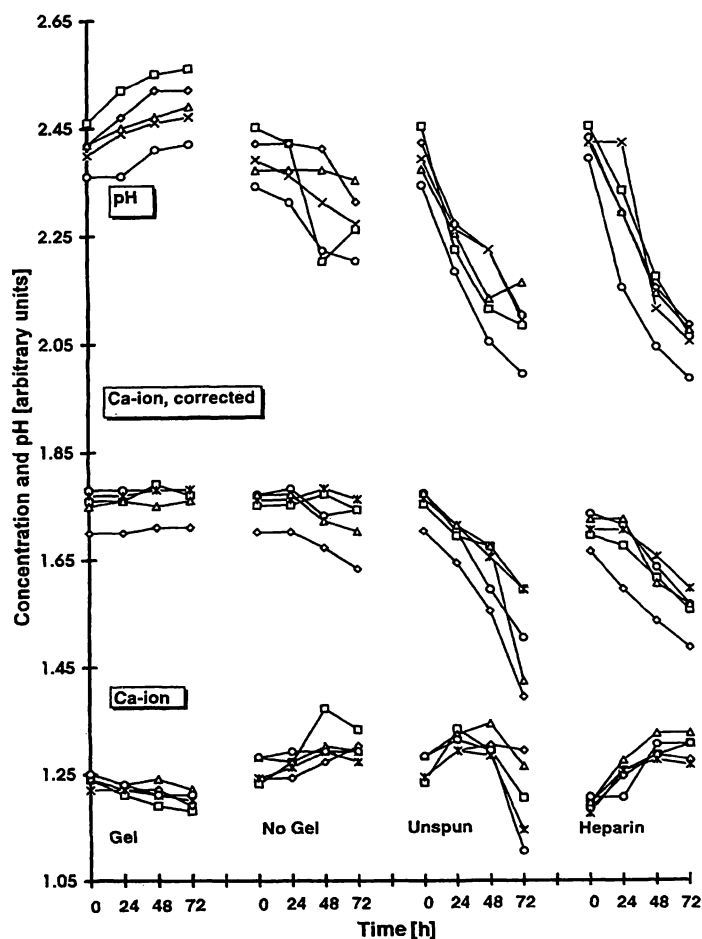 2.65
2.45
pH
2.25
2.05
Ca-ion, corrected
1.85
1.65
1.45
Ca-ion
1.25
Gel No Gel Unspun Heparin
1.05
0 24 48 72 0 24 48 72 0 24 48 72 0 24 48 72
Time [h]
Concentration and pH [arbitrary units]